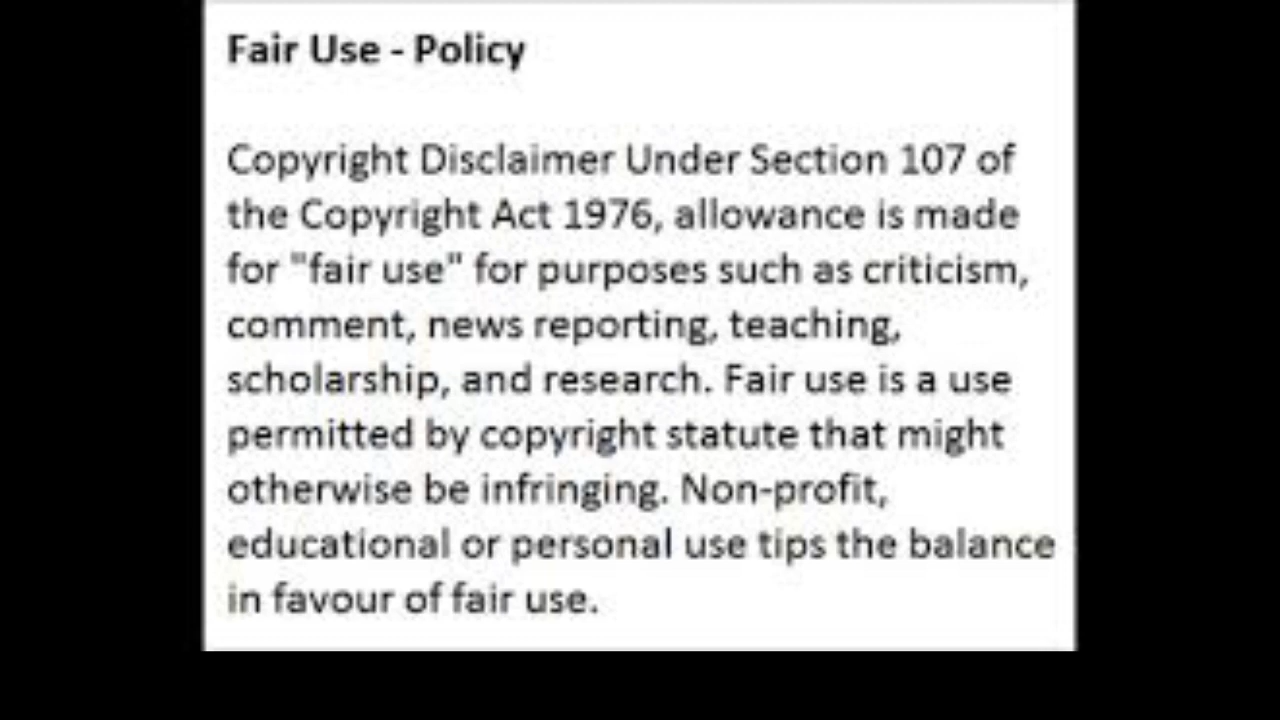 Fair Use - Policy
Copyright Disclaimer Under Section 107 of
the Copyright Act 1976, allowance is made
for "fair use" for purposes such as criticism,
comment, news reporting, teaching,
scholarship, and research. Fair use is a use
permitted by copyright statute that might
otherwise be infringing. Non-profit,
educational or personal use tips the balance
in favour of fair use.